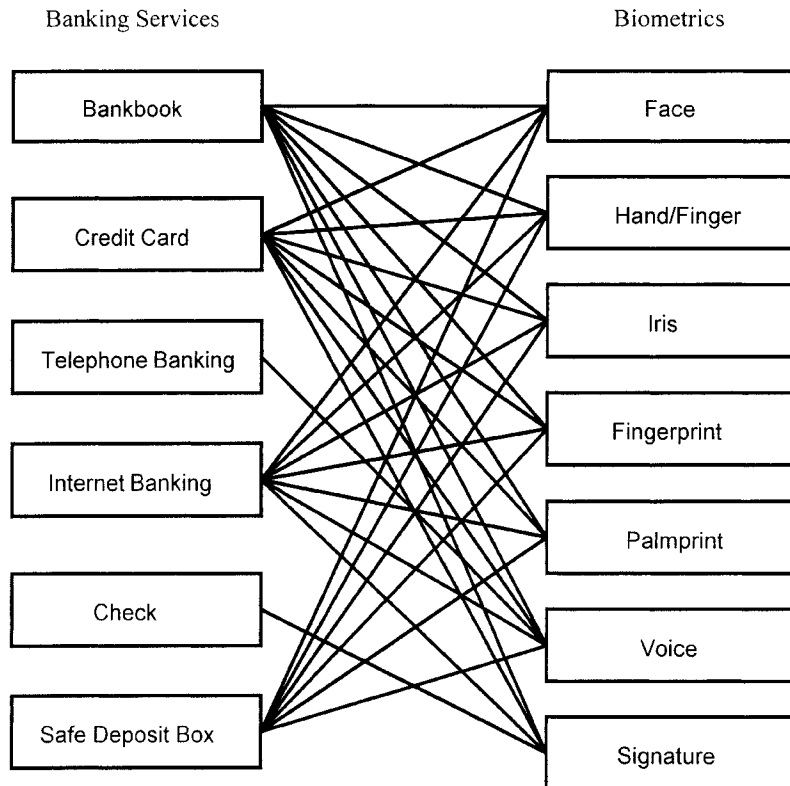 Banking Services
Biometrics
Bankbook
Face
Credit Card
Hand/Finger
Telephone Banking
Iris
Internet Banking
Fingerprint
Check
Palmprint
Safe Deposit Box
Voice
Signature